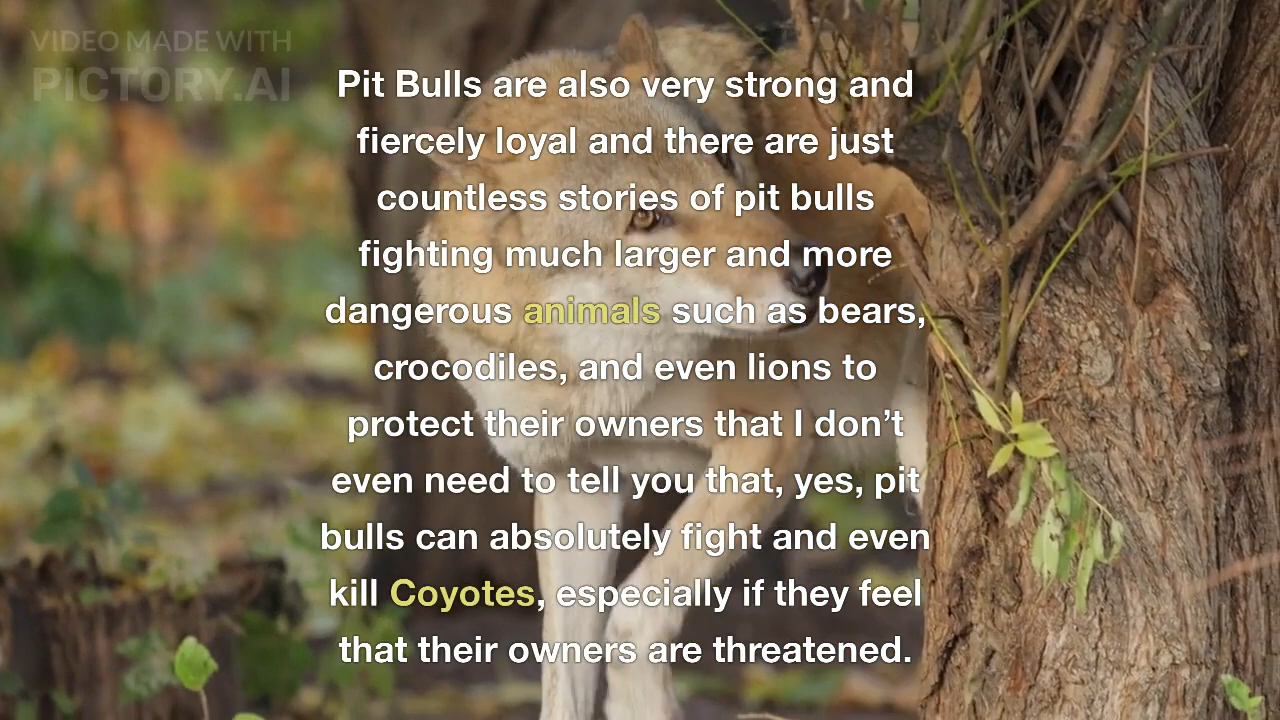 VIDEO MADE WITH
PICTORY.AI
Pit Bulls are also very strong and
fiercely loyal and there are just
countless stories of pit bulls
fighting much larger and more
dangerous animals such as bears,
crocodiles, and even lions to
protect their owners that I don’t
even need to tell you that, yes, pit
bulls can absolutely fight and even
kill Coyotes, especially if they feel
that their owners are threatened.